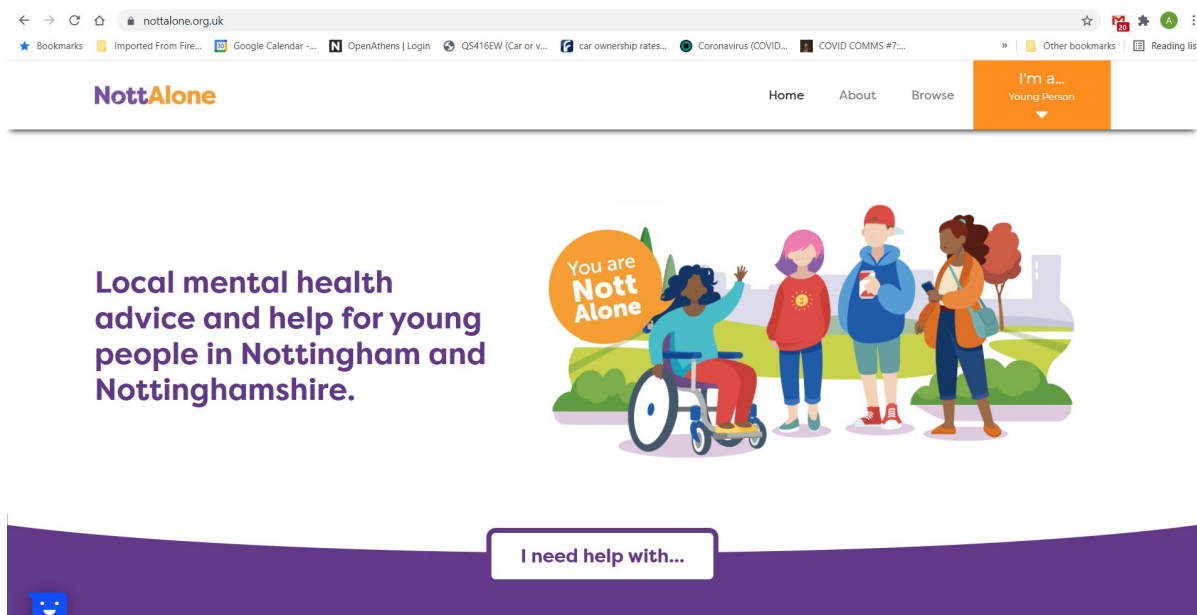 nottalone.org.uk
20
A
Bookmarks
Imported From Fire...
30
Google Calendar -...
N
OpenAthens | Login
QS416EW (Car or v...
car ownership rates...
Coronavirus (COVID...
COVID COMMS #7:...
»
Other bookmarks
Reading lis
NottAlone
Home
About
Browse
I'm a...
Young Person
You are
Nott
Alone
Local mental health
advice and help for young
people in Nottingham and
Nottinghamshire.
I need help with...